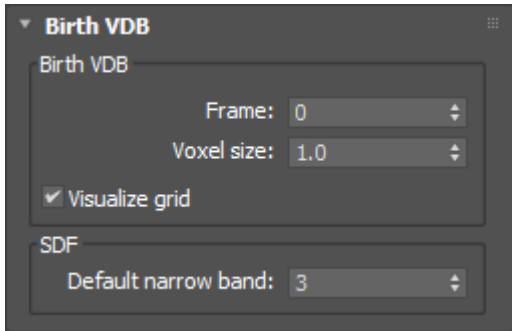 Birth VDB
Birth VDB
Frame: 0
Voxel size: 1.0
Visualize grid
SDF
Default narrow band: 3